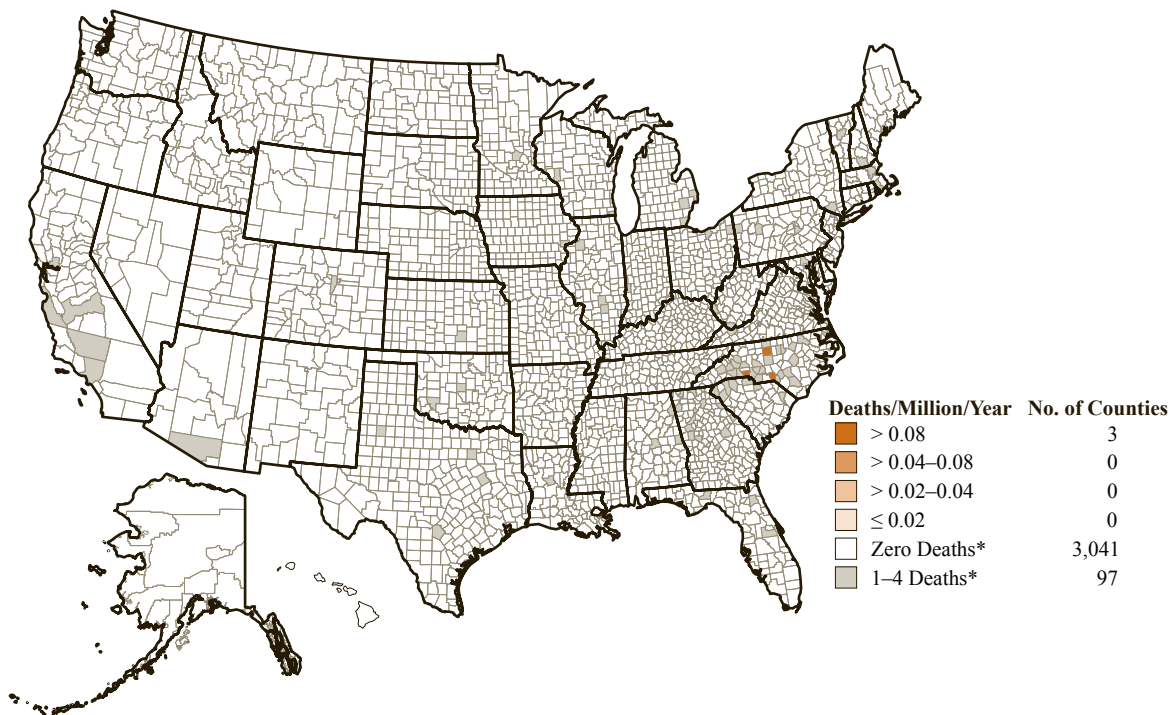 Deaths/Million/Year No. of Counties
> 0.08 3
> 0.04–0.08 0
> 0.02–0.04 0
≤ 0.02 0
Zero Deaths* 3,041
1–4 Deaths* 97